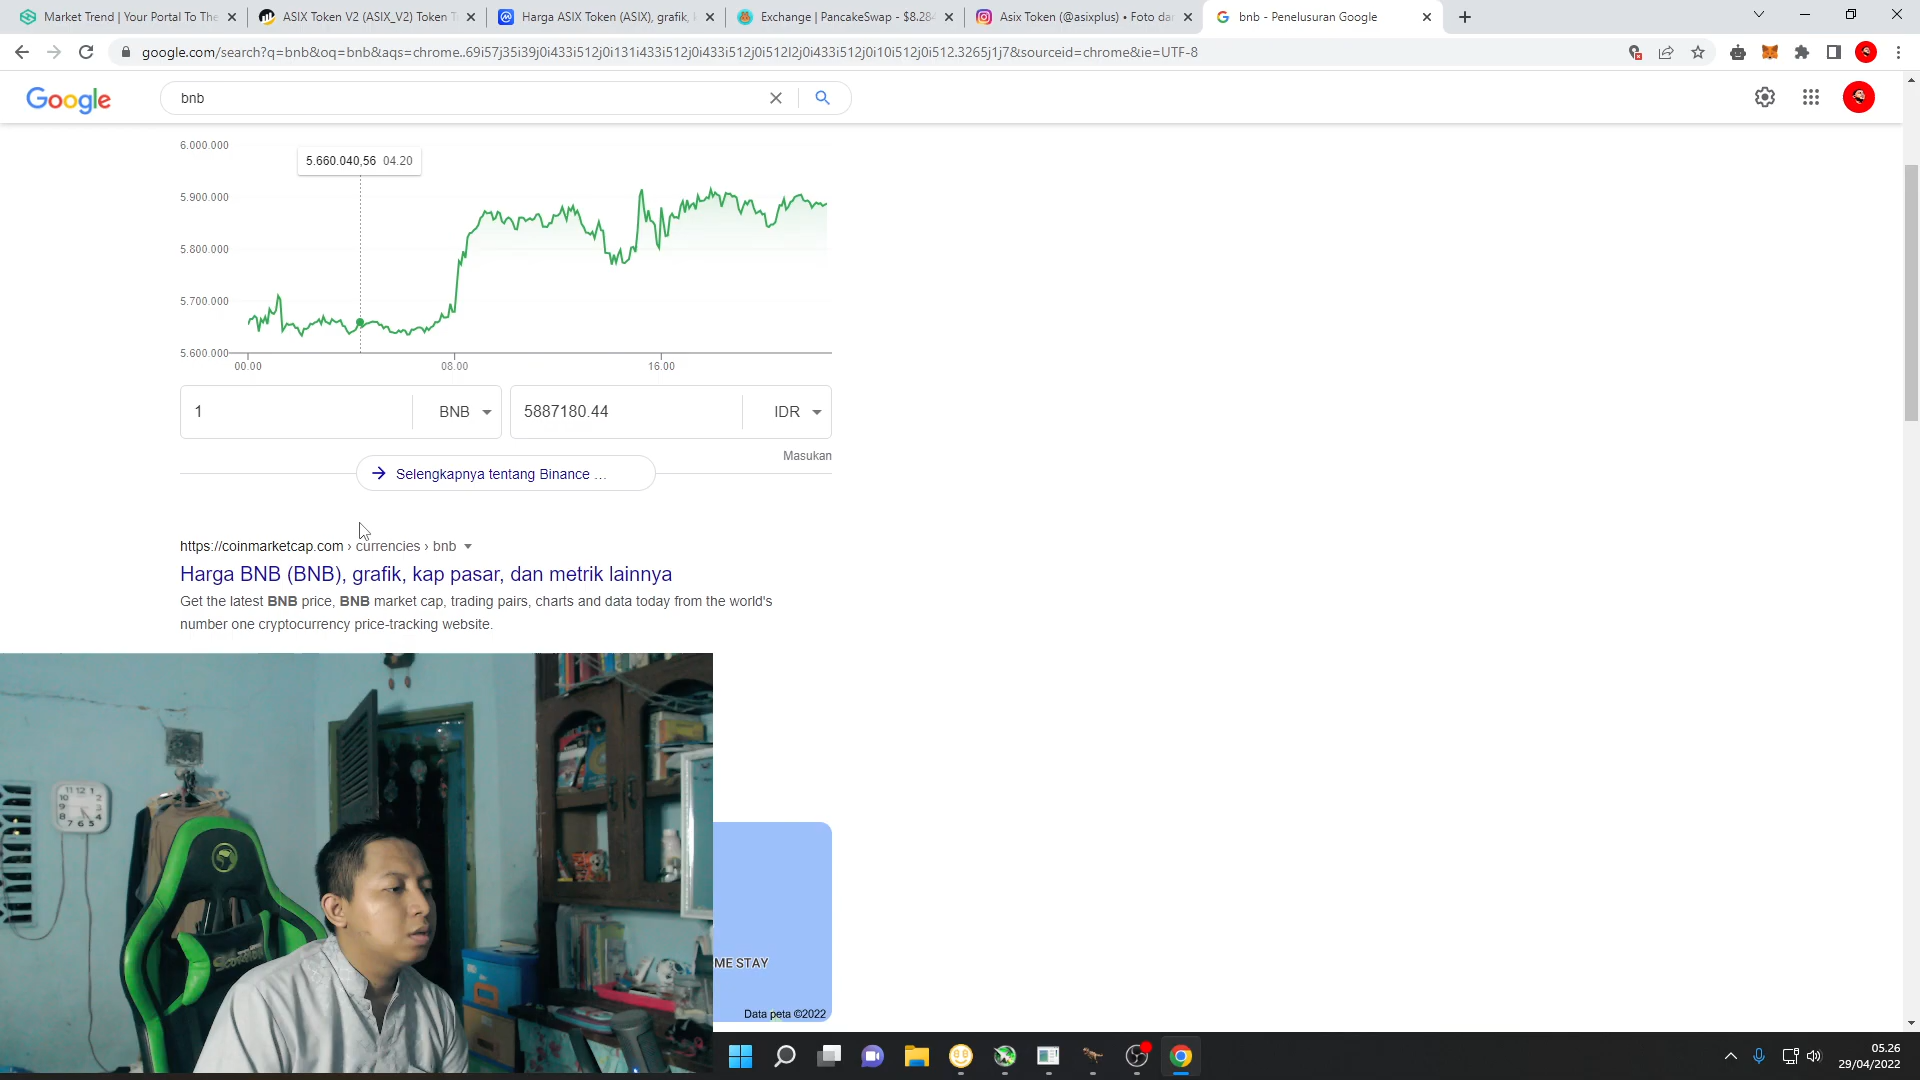 Market Trend | Your Portal To The
ASIX Token V2 (ASIX_V2) Token T
Harga ASIX Token (ASIX), grafik,
Exchange | PancakeSwap - $8.28
Asix Token (@asixplus) • Foto dan
bnb - Penelusuran Google
google.com/search?q=bnb&oq=bnb&aqs=chrome..69i57j35i39j0i433i512j0i131i433i512j0i433i512j0i512l2j0i433i512j0i10i512j0i512.3265j1j7&sourceid=chrome&ie=UTF-8
Google
bnb
6.000.000
5.660.040,56 04.20
5.900.000
5.800.000
5.700.000
5.600.000
00.00 08.00 16.00
1 BNB 5887180.44 IDR
Masukan
Selengkapnya tentang Binance ...
https://coinmarketcap.com › currencies › bnb
Harga BNB (BNB), grafik, kap pasar, dan metrik lainnya
Get the latest BNB price, BNB market cap, trading pairs, charts and data today from the world's
number one cryptocurrency price-tracking website.
ME STAY
Data peta ©2022
05.26
29/04/2022